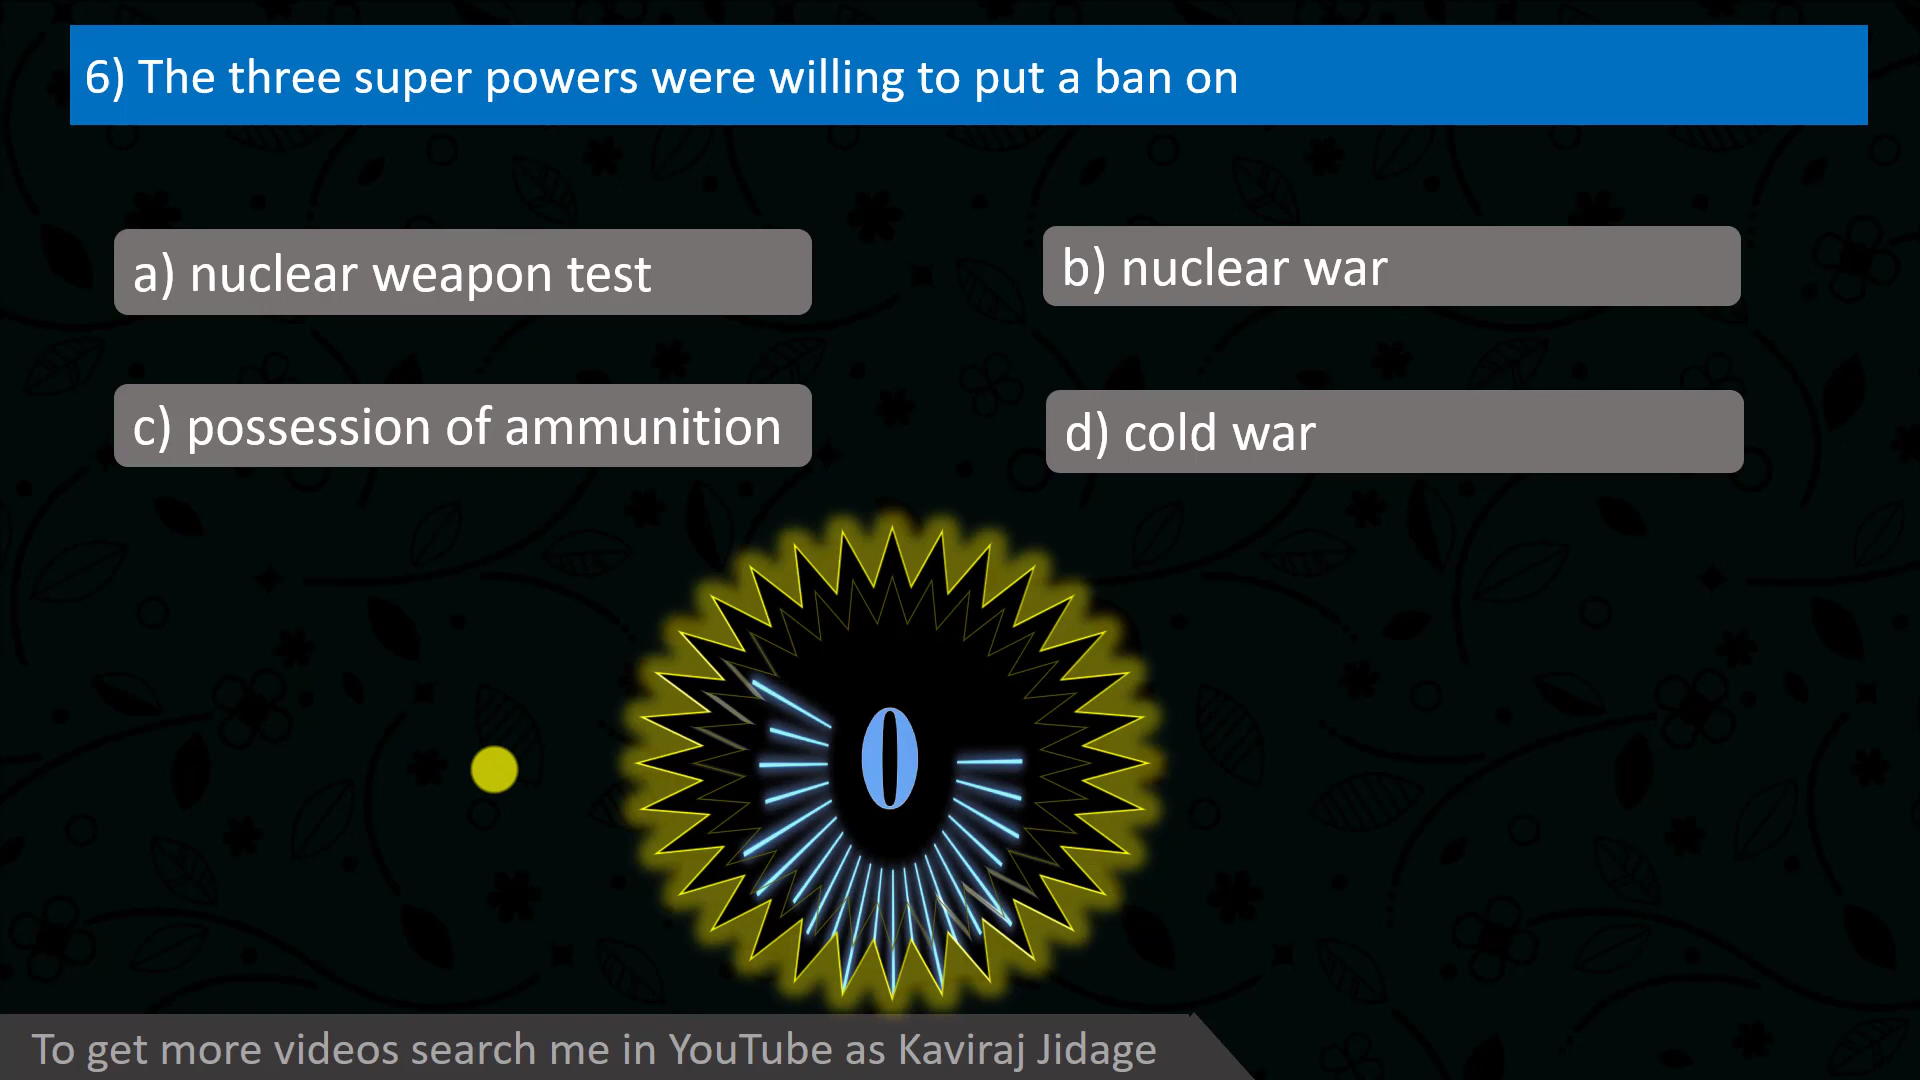 6) The three super powers were willing to put a ban on
a) nuclear weapon test
b) nuclear war
c) possession of ammunition
d) cold war
0
To get more videos search me in YouTube as Kaviraj Jidage